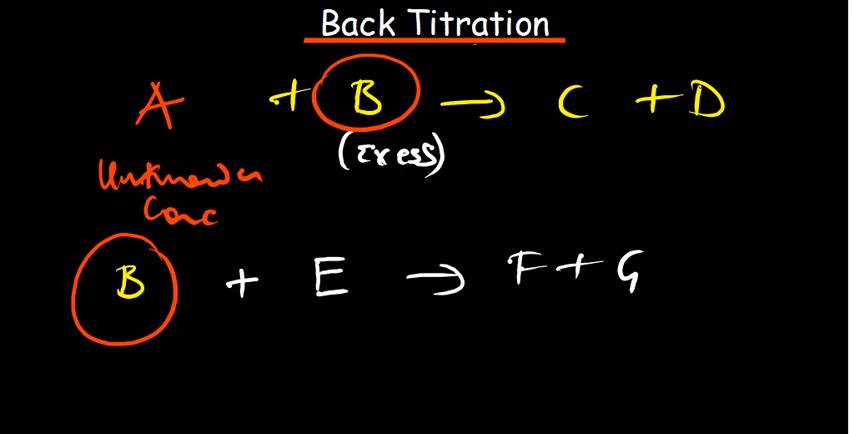 Back Titration
A + B → C + D
(Excess)
Unknown
Conc
B + E → F + G